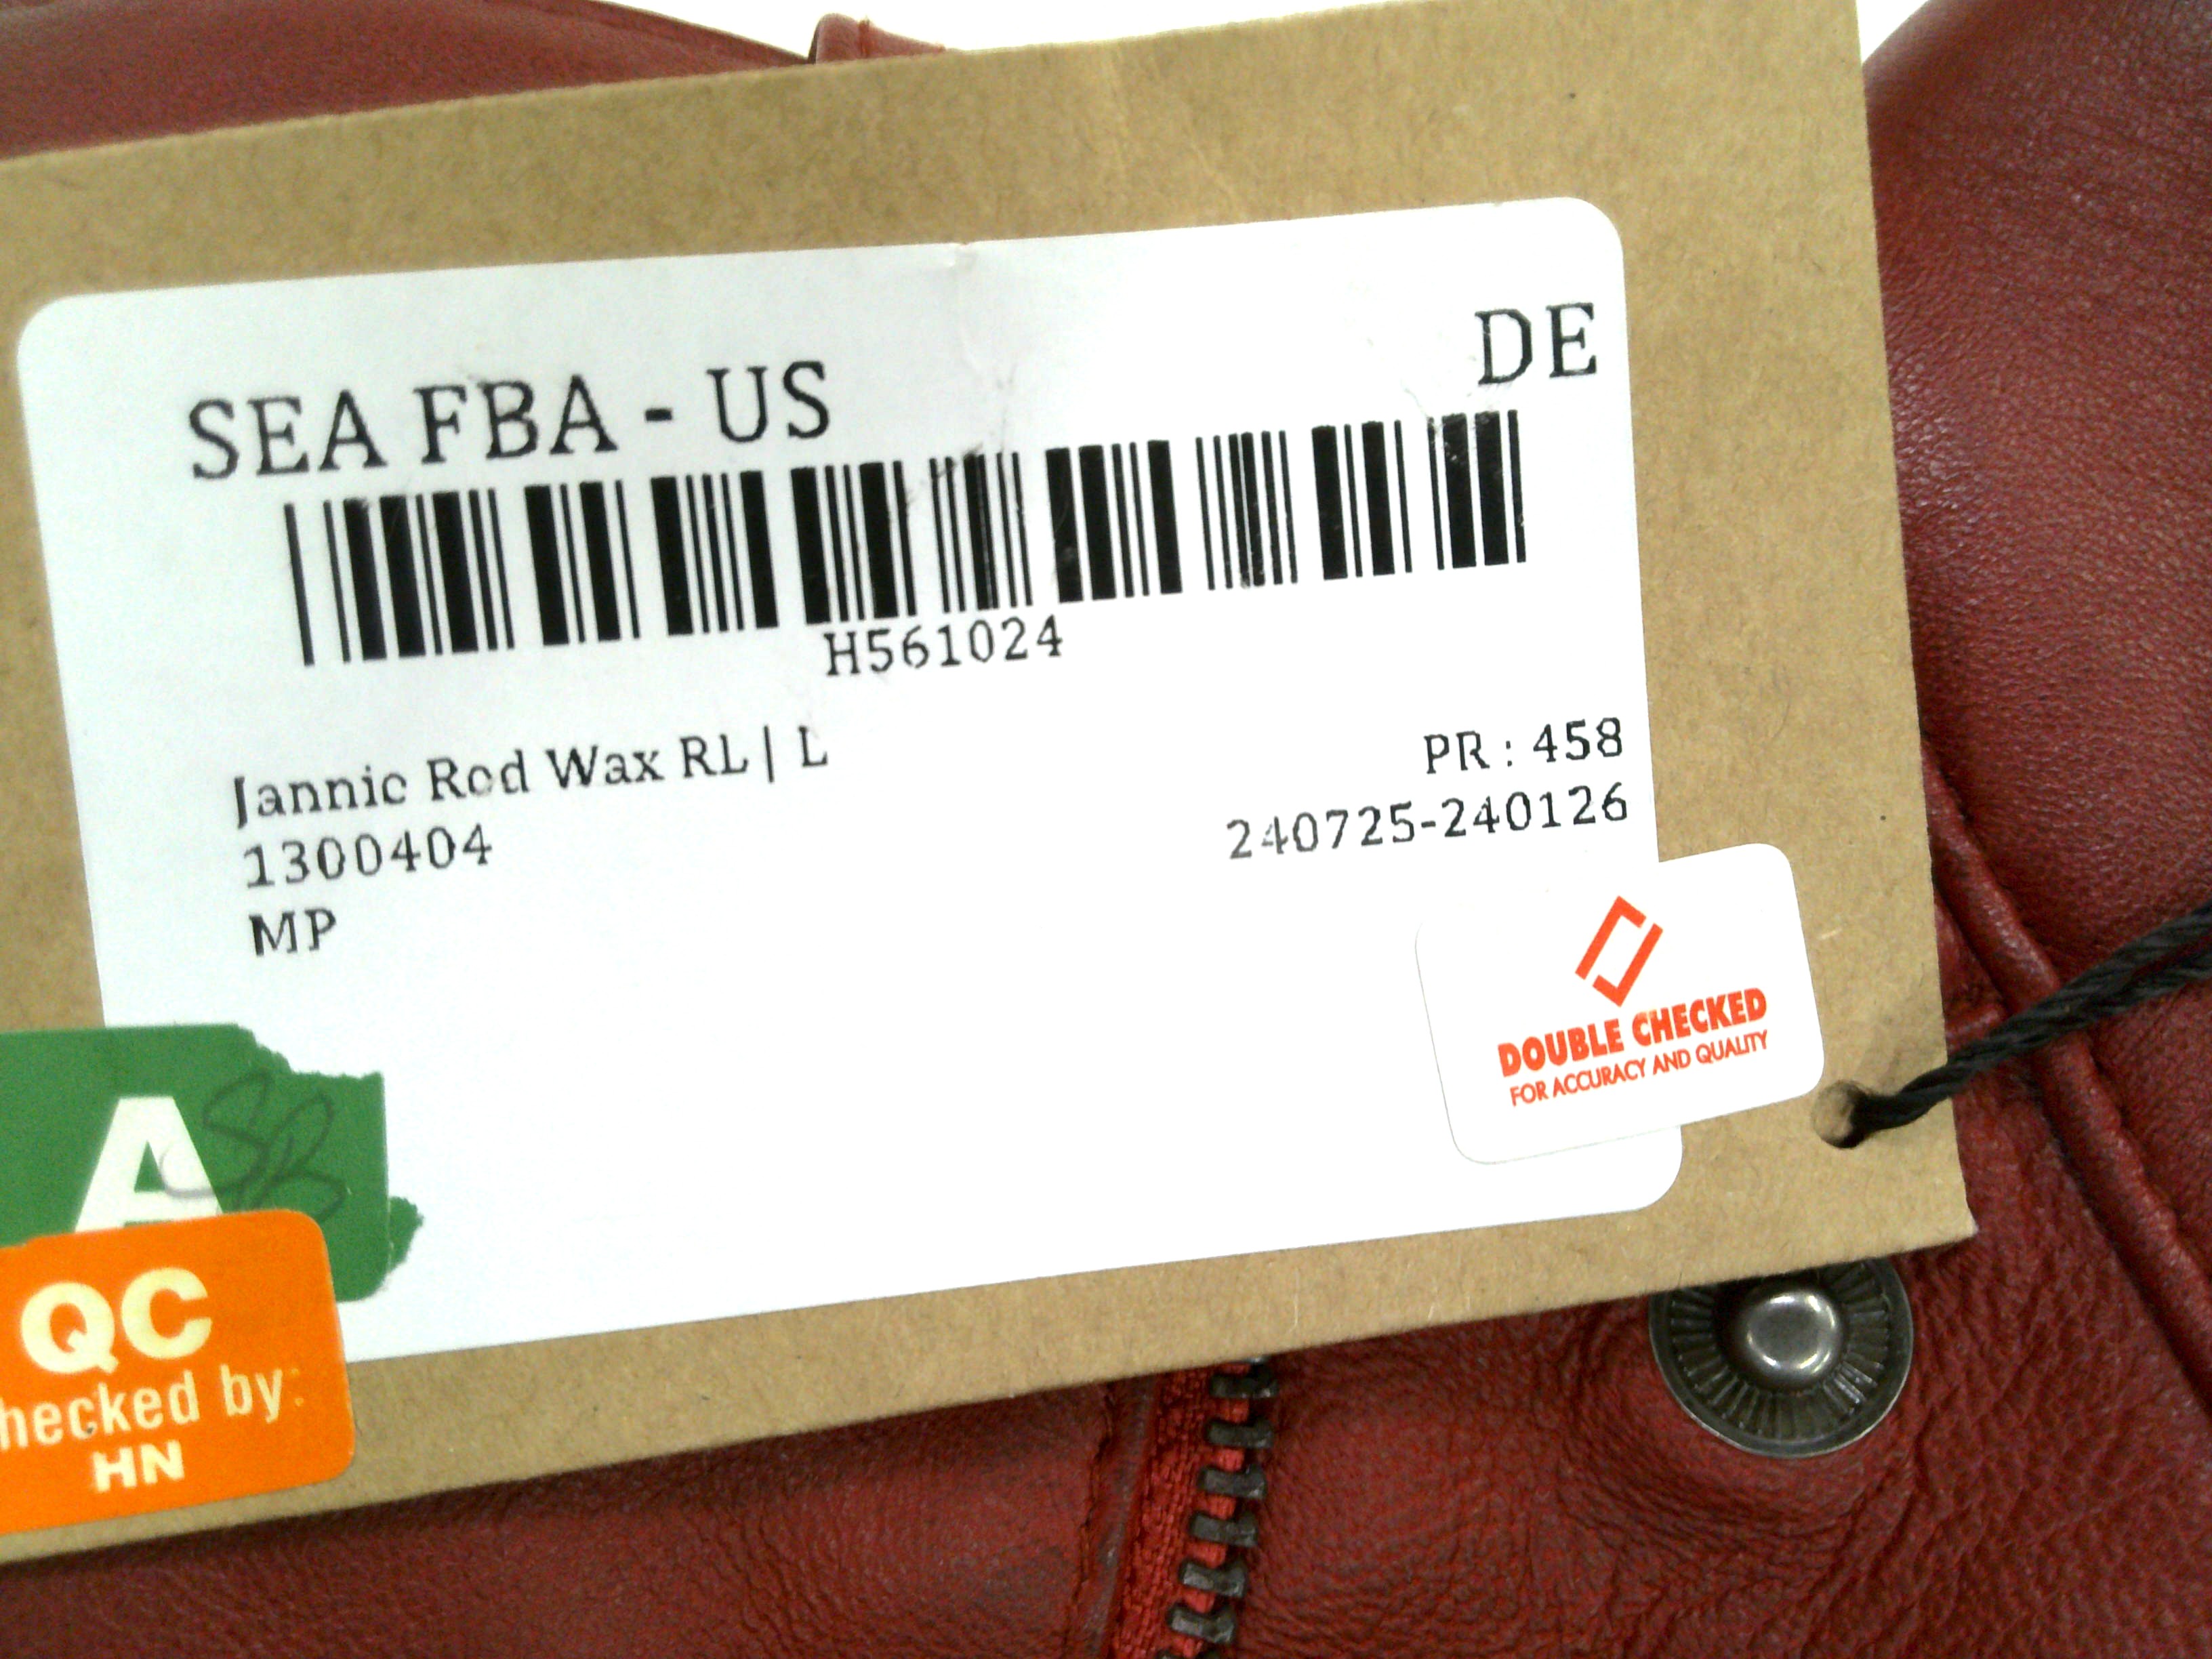 SEA FBA - US
DE
H561024
Jannic Red Wax RL | L
PR : 458
1300404
240725-240126
MP
DOUBLE CHECKED
FOR ACCURACY AND QUALITY
A
SB
QC
hecked by:
HN